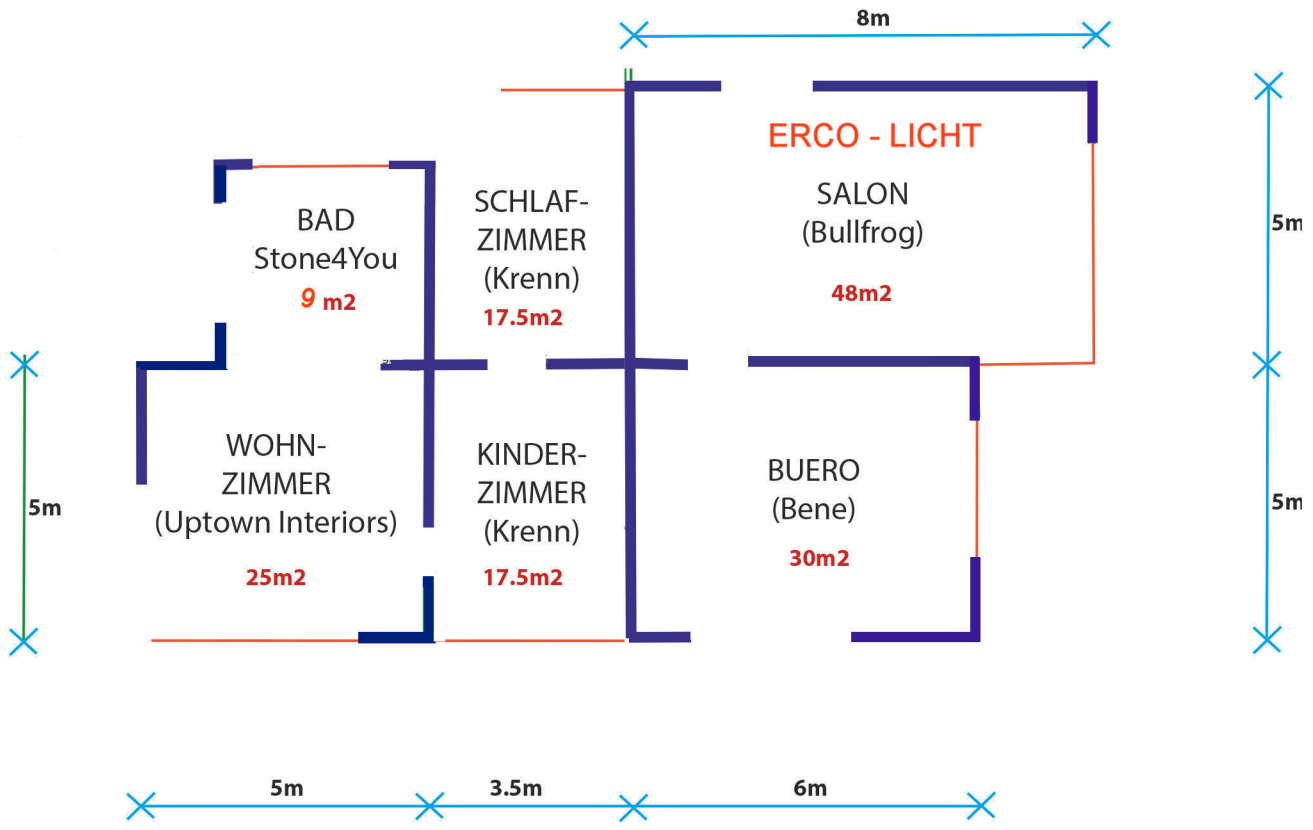 8m
ERCO - LICHT
SALON
(Bullfrog)
48m2
5m
SCHLAF-
ZIMMER
(Krenn)
17.5m2
BAD
Stone4You
9 m2
WOHN-
ZIMMER
(Uptown Interiors)
25m2
KINDER-
ZIMMER
(Krenn)
17.5m2
BUERO
(Bene)
30m2
5m
5m
5m
3.5m
6m